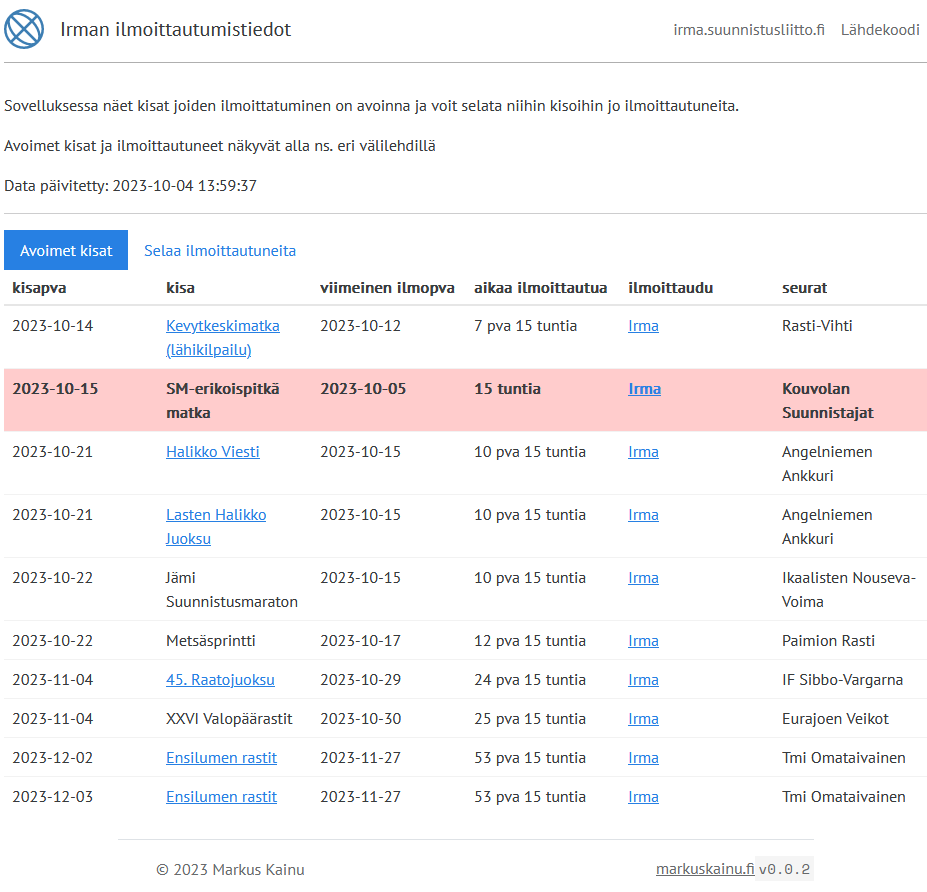 Irman ilmoittautumistiedot
irma.suunnistusliitto.fi Lähdekoodi
Sovelluksessa näet kisat joiden ilmoittatuminen on avoinna ja voit selata niihin kisoihin jo ilmoittautuneita.
Avoimet kisat ja ilmoittautuneet näkyvät alla ns. eri välilehdillä
Data päivitetty: 2023-10-04 13:59:37
Avoimet kisat Selaa ilmoittautuneita
kisapva kisa viimeinen ilmopva aikaa ilmoittautua ilmoittaudu seurat
2023-10-14 Kevytkeskimatka 2023-10-12 7 pva 15 tuntia Irma Rasti-Vihti
(lähikilpailu)
2023-10-15 SM-erikoispitkä 2023-10-05 15 tuntia Irma Kouvolan
matka Suunnistajat
2023-10-21 Halikko Viesti 2023-10-15 10 pva 15 tuntia Irma Angelniemen
Ankkuri
2023-10-21 Lasten Halikko 2023-10-15 10 pva 15 tuntia Irma Angelniemen
Juoksu Ankkuri
2023-10-22 Jämi 2023-10-15 10 pva 15 tuntia Irma Ikaalisten Nouseva-
Suunnistusmaraton Voima
2023-10-22 Metsäsprintti 2023-10-17 12 pva 15 tuntia Irma Paimion Rasti
2023-11-04 45. Raatojuoksu 2023-10-29 24 pva 15 tuntia Irma IF Sibbo-Vargarna
2023-11-04 XXVI Valopäärastit 2023-10-30 25 pva 15 tuntia Irma Eurajoen Veikot
2023-12-02 Ensilumen rastit 2023-11-27 53 pva 15 tuntia Irma Tmi Omataivainen
2023-12-03 Ensilumen rastit 2023-11-27 53 pva 15 tuntia Irma Tmi Omataivainen
© 2023 Markus Kainu markuskainu.fi v0.0.2